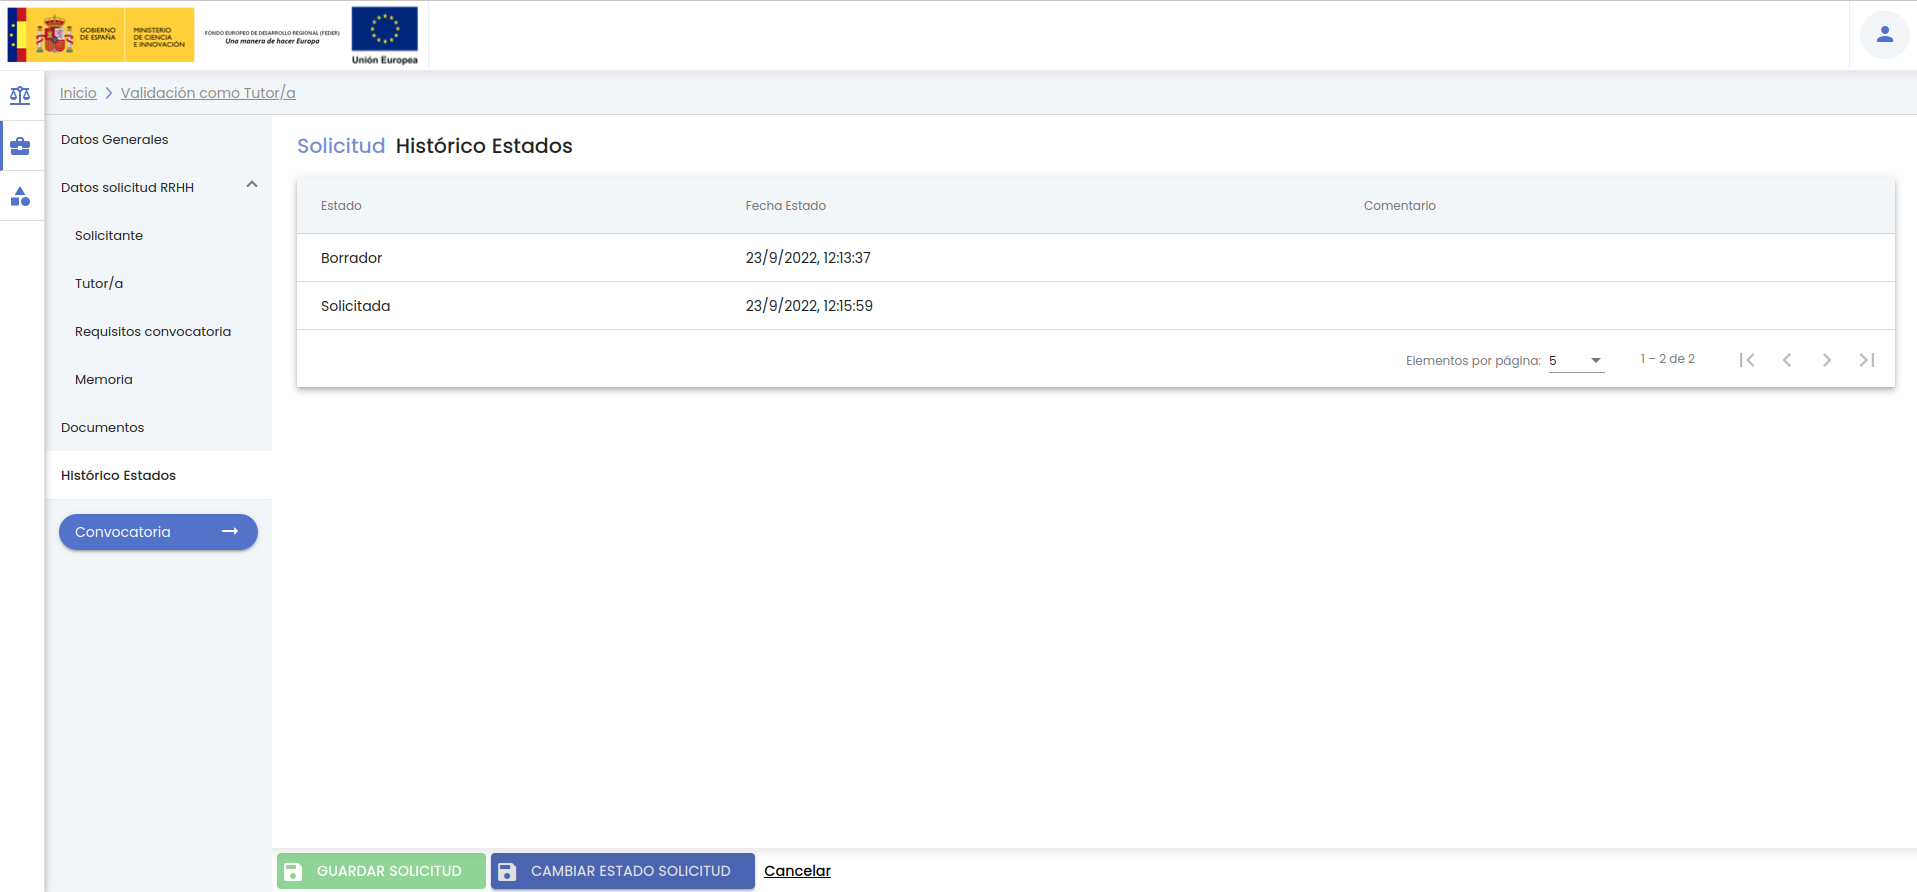 GOBIERNO
DE ESPAÑA
MINISTERIO
DE CIENCIA
E INNOVACIÓN
FONDO EUROPEO DE DESARROLLO REGIONAL (FEDER)
Una manera de hacer Europa
Unión Europea
Inicio
Validación como Tutor/a
Datos Generales
Datos solicitud RRHH
Solicitante
Tutor/a
Requisitos convocatoria
Memoria
Documentos
Histórico Estados
Convocatoria
Solicitud Histórico Estados
Estado Fecha Estado Comentario
Borrador 23/9/2022, 12:13:37
Solicitada 23/9/2022, 12:15:59
Elementos por página: 5 1 – 2 de 2
GUARDAR SOLICITUD CAMBIAR ESTADO SOLICITUD Cancelar